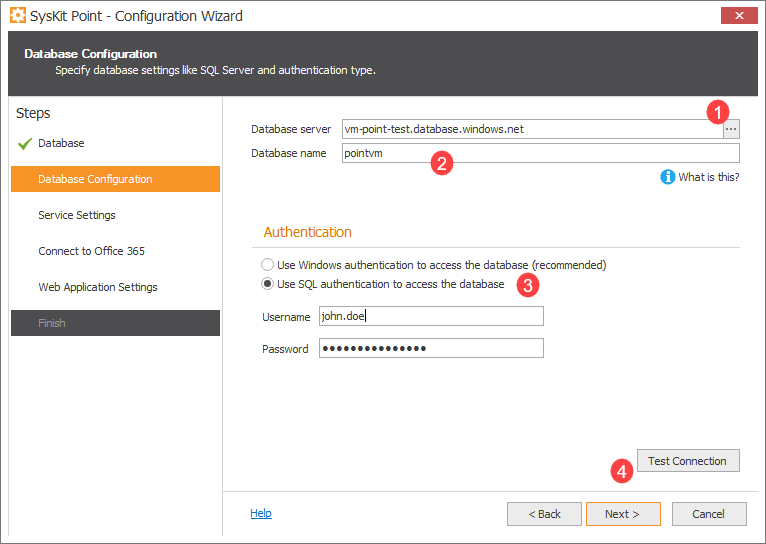 SysKit Point - Configuration Wizard
Database Configuration
Specify database settings like SQL Server and authentication type.
Steps
Database
Database Configuration
Service Settings
Connect to Office 365
Web Application Settings
Finish
1
Database server vm-point-test.database.windows.net ...
Database name pointvm
2
i What is this?
Authentication
Use Windows authentication to access the database (recommended)
Use SQL authentication to access the database 3
Username john.doe
Password ●●●●●●●●●●●●●●●
4 Test Connection
Help < Back Next > Cancel